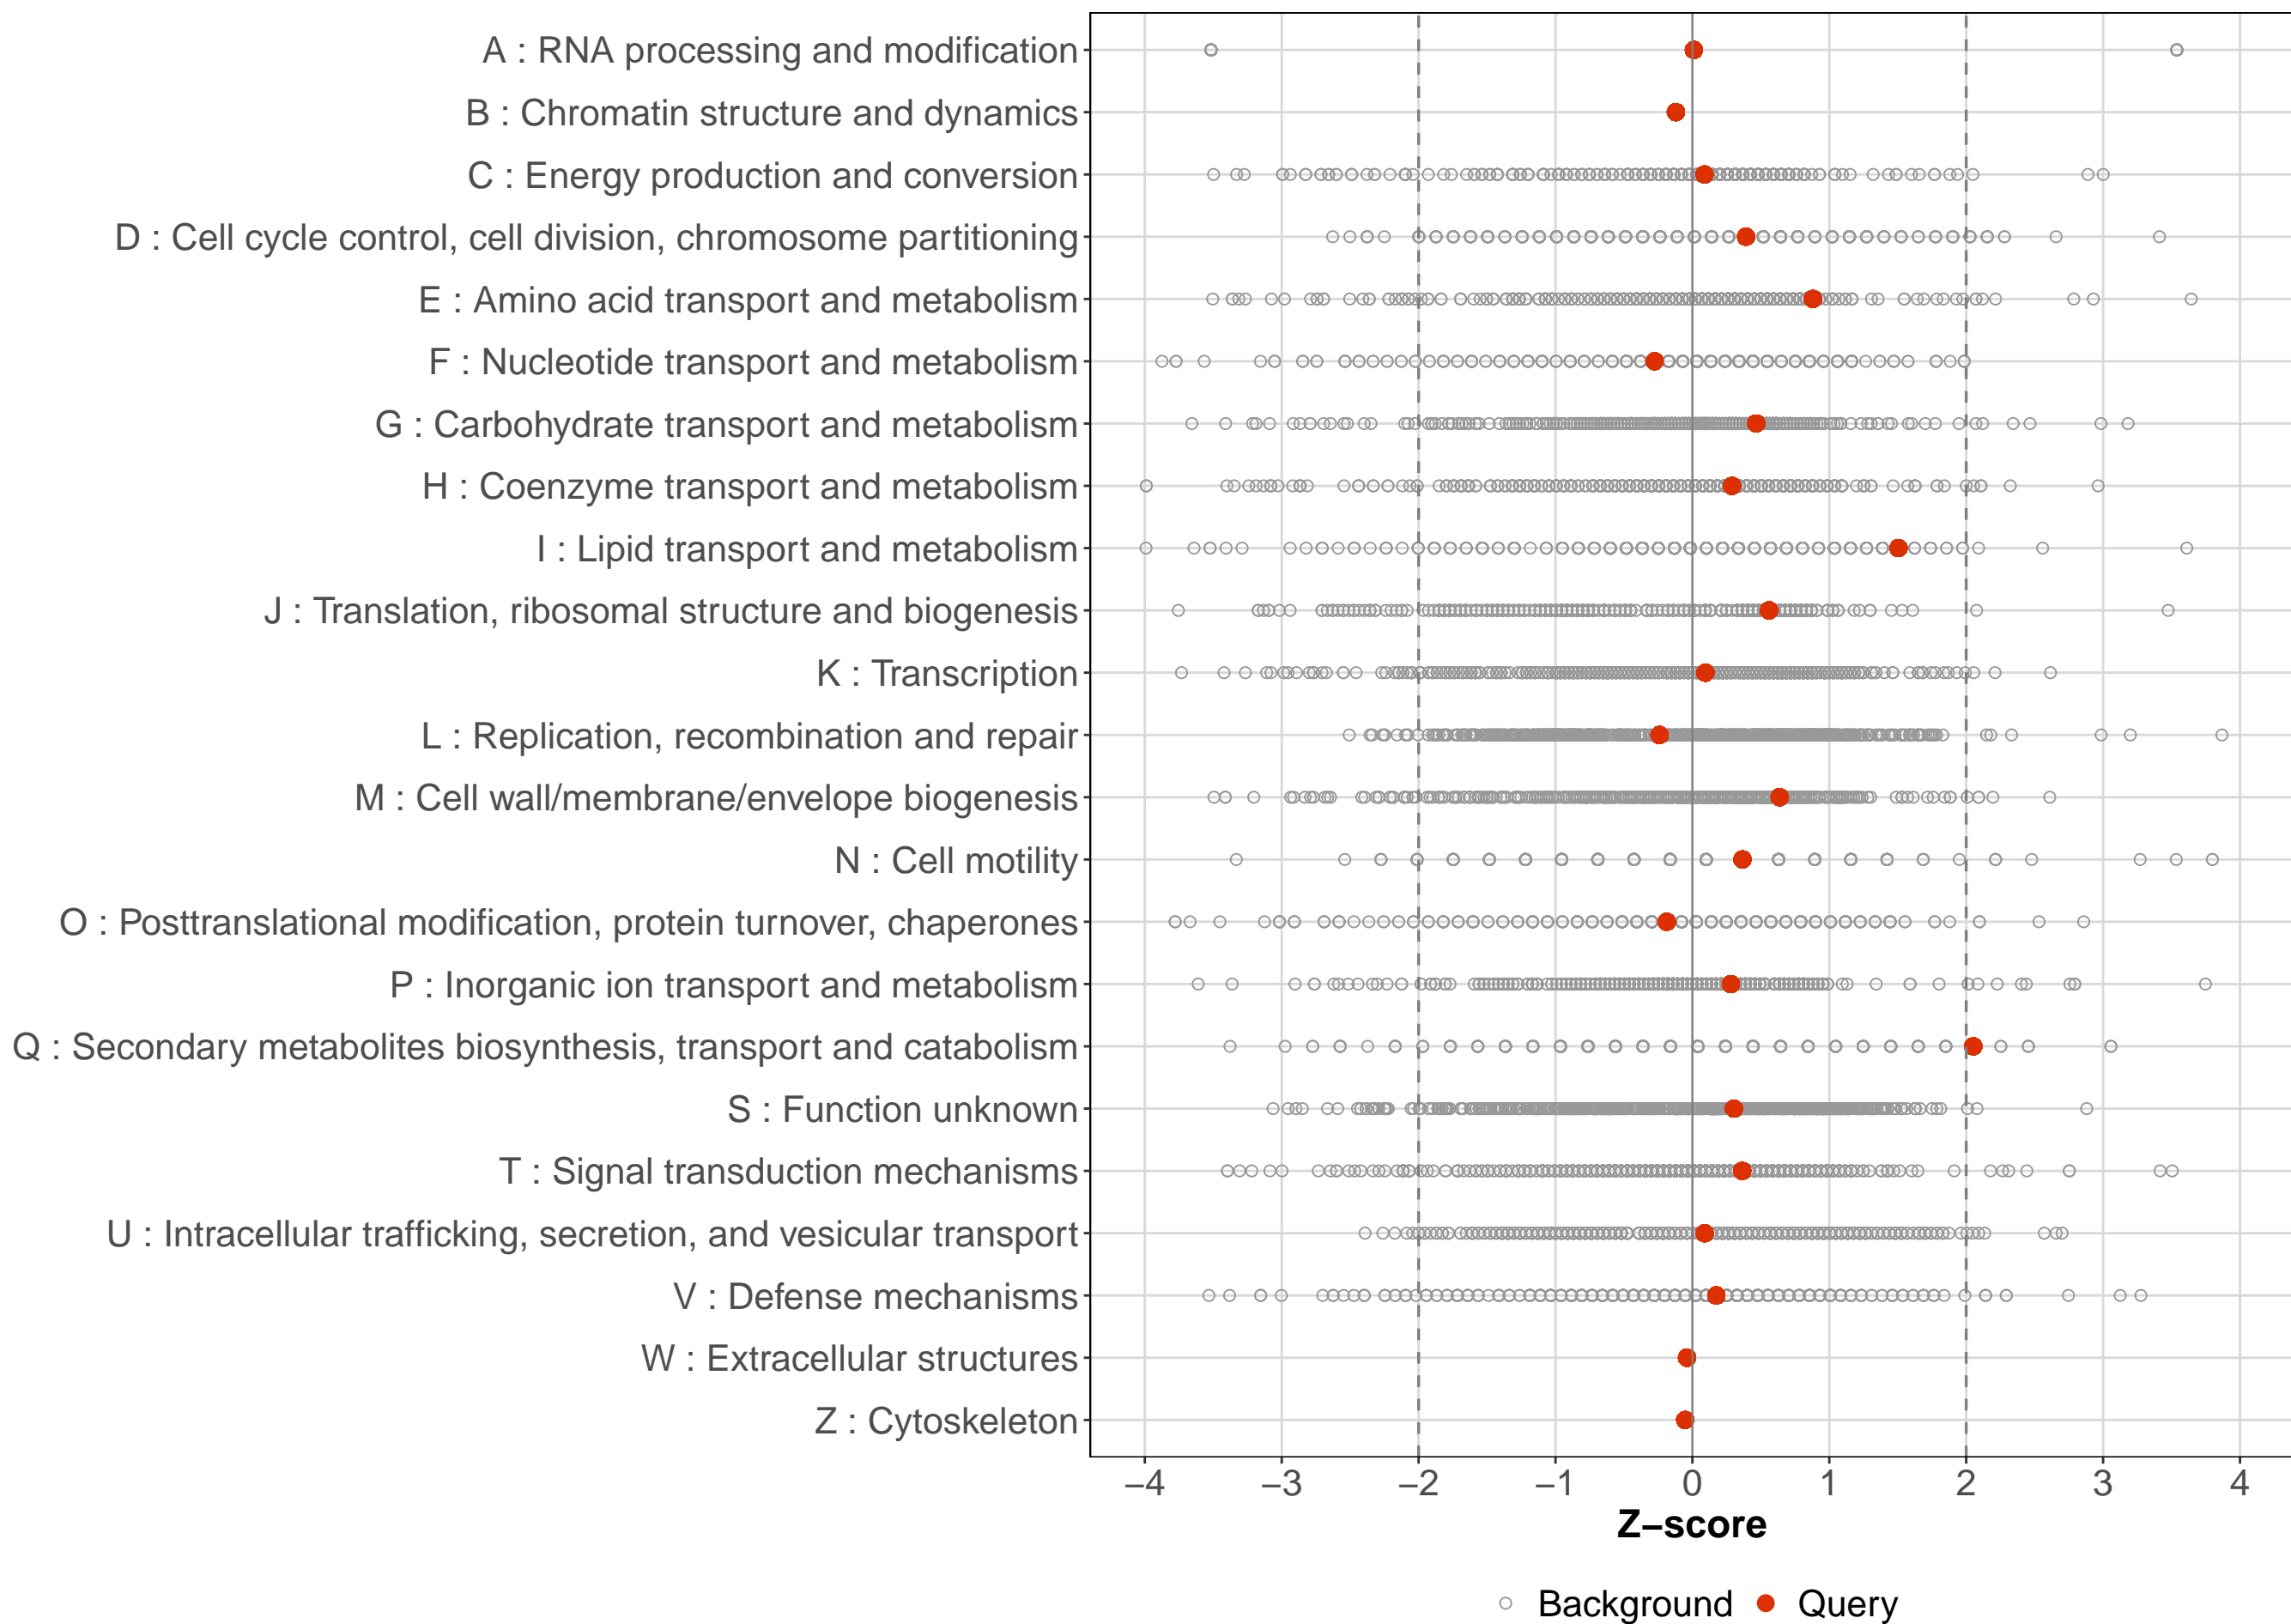 A : RNA processing and modification
B : Chromatin structure and dynamics
C : Energy production and conversion
D : Cell cycle control, cell division, chromosome partitioning
E : Amino acid transport and metabolism
F : Nucleotide transport and metabolism
G : Carbohydrate transport and metabolism
H : Coenzyme transport and metabolism
I : Lipid transport and metabolism
J : Translation, ribosomal structure and biogenesis
K : Transcription
L : Replication, recombination and repair
M : Cell wall/membrane/envelope biogenesis
N : Cell motility
O : Posttranslational modification, protein turnover, chaperones
P : Inorganic ion transport and metabolism
Q : Secondary metabolites biosynthesis, transport and catabolism
S : Function unknown
T : Signal transduction mechanisms
U : Intracellular trafficking, secretion, and vesicular transport
V : Defense mechanisms
W : Extracellular structures
Z : Cytoskeleton
−4 −3 −2 −1 0 1 2 3 4
Z−score
Background Query